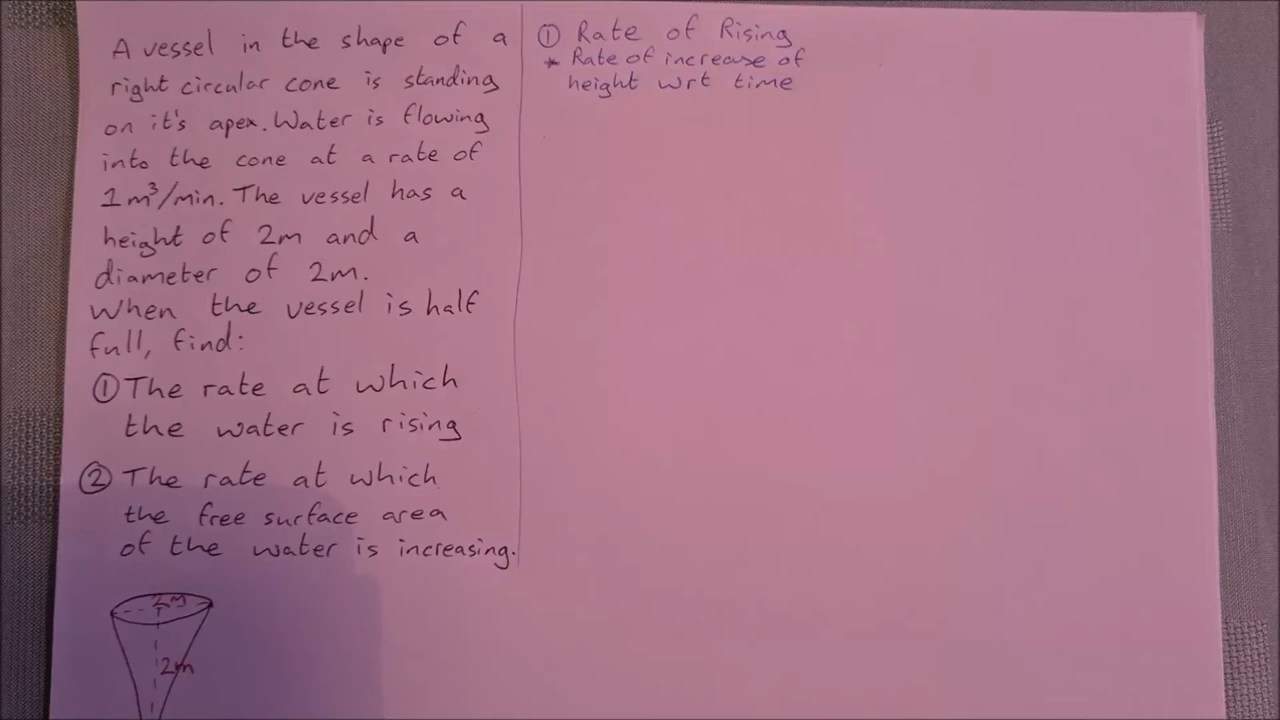 A vessel in the shape of a
right circular cone is standing
on it's apex. Water is flowing
into the cone at a rate of
1m³/min. The vessel has a
height of 2m and a
diameter of 2m.
When the vessel is half
full, find:
① The rate at which
the water is rising
② The rate at which
the free surface area
of the water is increasing.
2m
2m
① Rate of Rising
* Rate of increase of
height wrt time